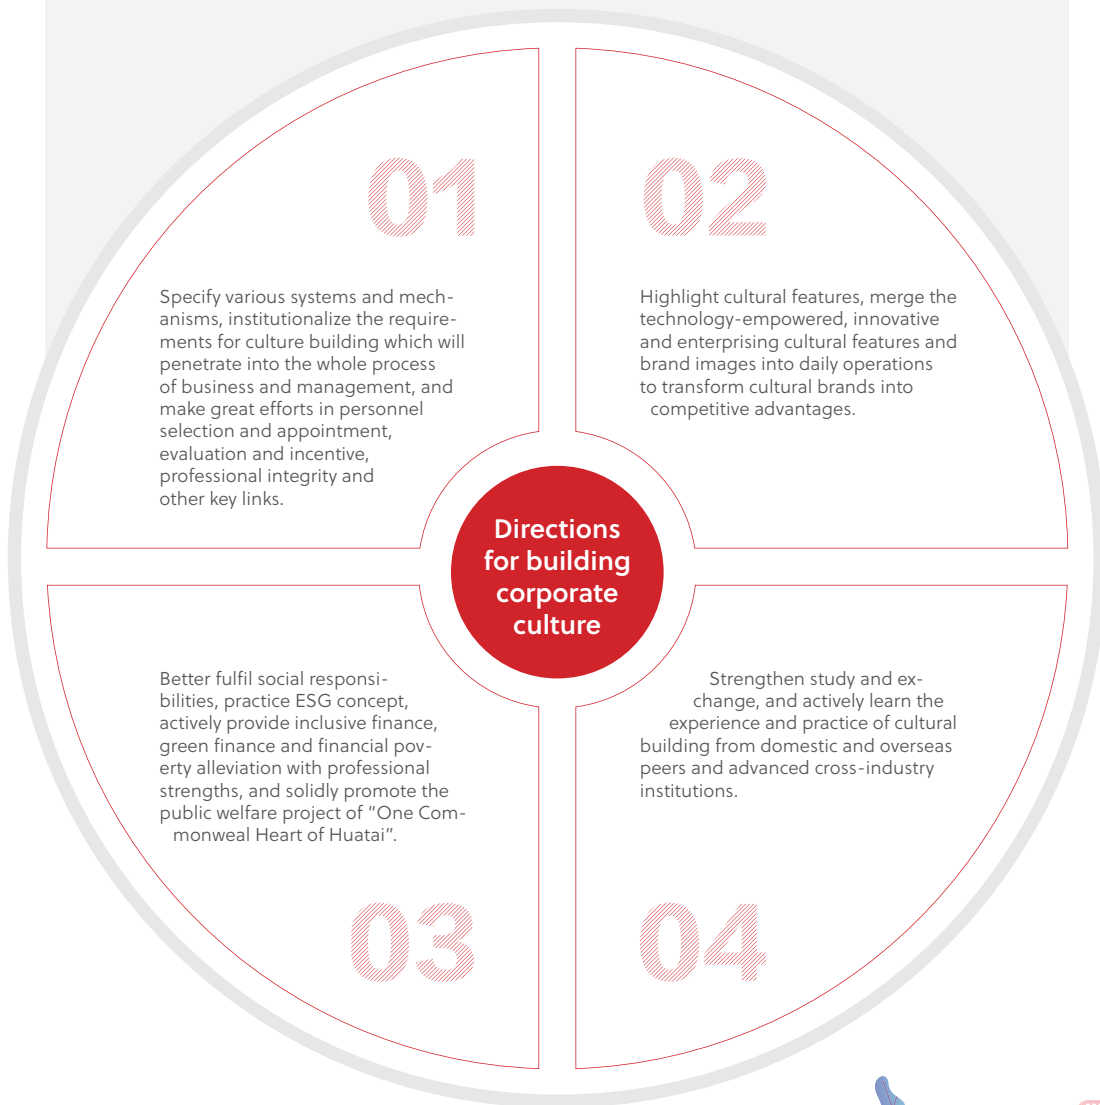 01
Specify various systems and mech-
anisms, institutionalize the require-
ments for culture building which will
penetrate into the whole process
of business and management, and
make great efforts in personnel
selection and appointment,
evaluation and incentive,
professional integrity and
other key links.
02
Highlight cultural features, merge the
technology-empowered, innovative
and enterprising cultural features and
brand images into daily operations
to transform cultural brands into
competitive advantages.
Directions
for building
corporate
culture
Better fulfil social responsi-
bilities, practice ESG concept,
actively provide inclusive finance,
green finance and financial pov-
erty alleviation with professional
strengths, and solidly promote the
public welfare project of “One Com-
monweal Heart of Huatai”.
03
Strengthen study and ex-
change, and actively learn the
experience and practice of cultural
building from domestic and overseas
peers and advanced cross-industry
institutions.
04